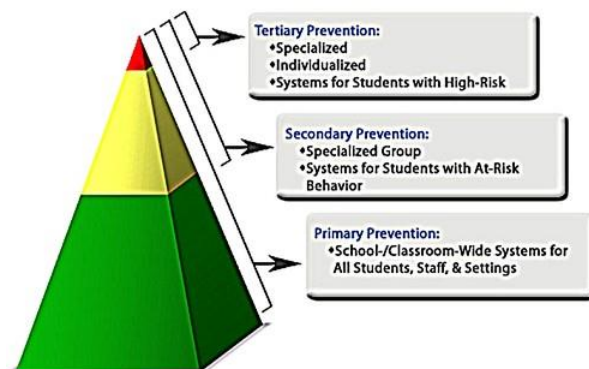 Tertiary Prevention:
♦Specialized
♦Individualized
♦Systems for Students with High-Risk
Secondary Prevention:
♦Specialized Group
♦Systems for Students with At-Risk
Behavior
Primary Prevention:
♦School-/Classroom-Wide Systems for
All Students, Staff, & Settings